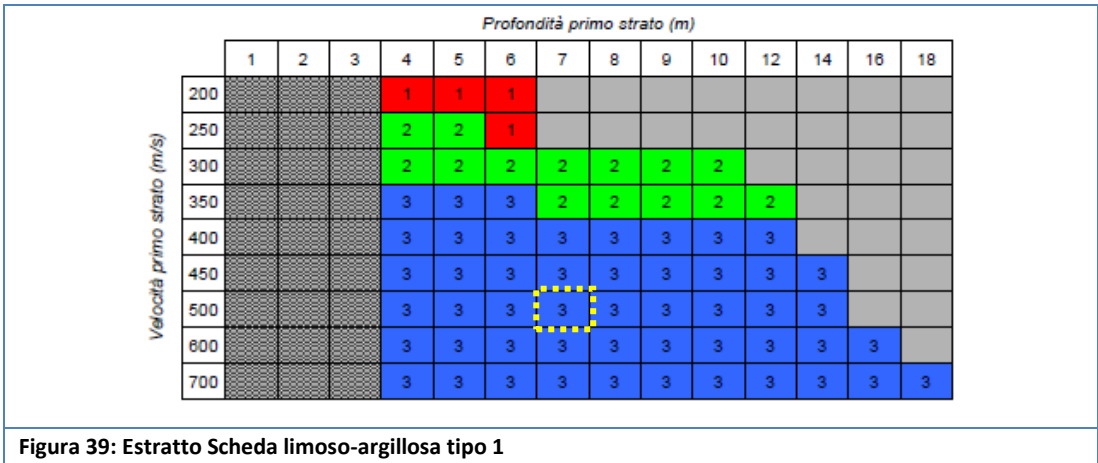 Profondità primo strato (m)
1 2 3 4 5 6 7 8 9 10 12 14 16 18
Velocità primo strato (m/s)
200 1 1 1
250 2 2 1
300 2 2 2 2 2 2 2
350 3 3 3 2 2 2 2 2
400 3 3 3 3 3 3 3 3
450 3 3 3 3 3 3 3 3 3
500 3 3 3 3 3 3 3 3 3
600 3 3 3 3 3 3 3 3 3 3
700 3 3 3 3 3 3 3 3 3 3 3
Figura 39: Estratto Scheda limoso-argillosa tipo 1